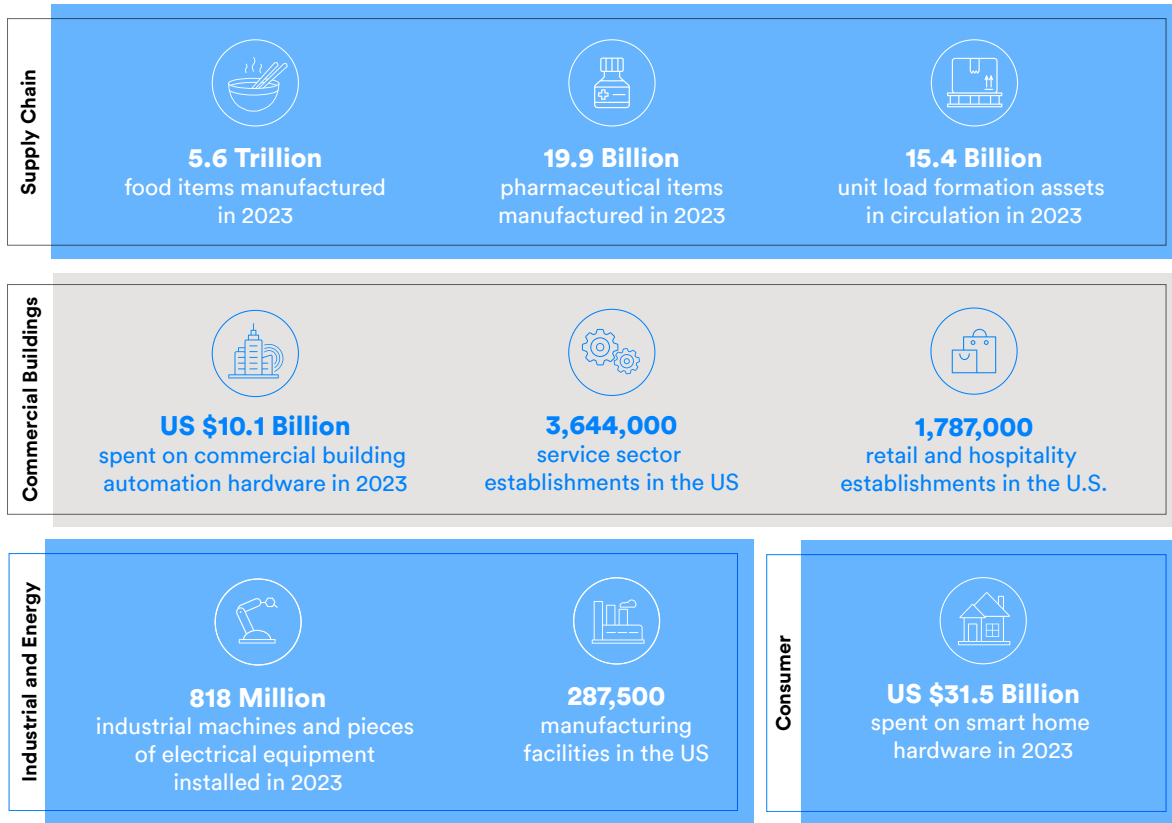 Supply Chain
5.6 Trillion
food items manufactured
in 2023
19.9 Billion
pharmaceutical items
manufactured in 2023
15.4 Billion
unit load formation assets
in circulation in 2023
Commercial Buildings
US $10.1 Billion
spent on commercial building
automation hardware in 2023
3,644,000
service sector
establishments in the US
1,787,000
retail and hospitality
establishments in the U.S.
Industrial and Energy
818 Million
industrial machines and pieces
of electrical equipment
installed in 2023
287,500
manufacturing
facilities in the US
Consumer
US $31.5 Billion
spent on smart home
hardware in 2023